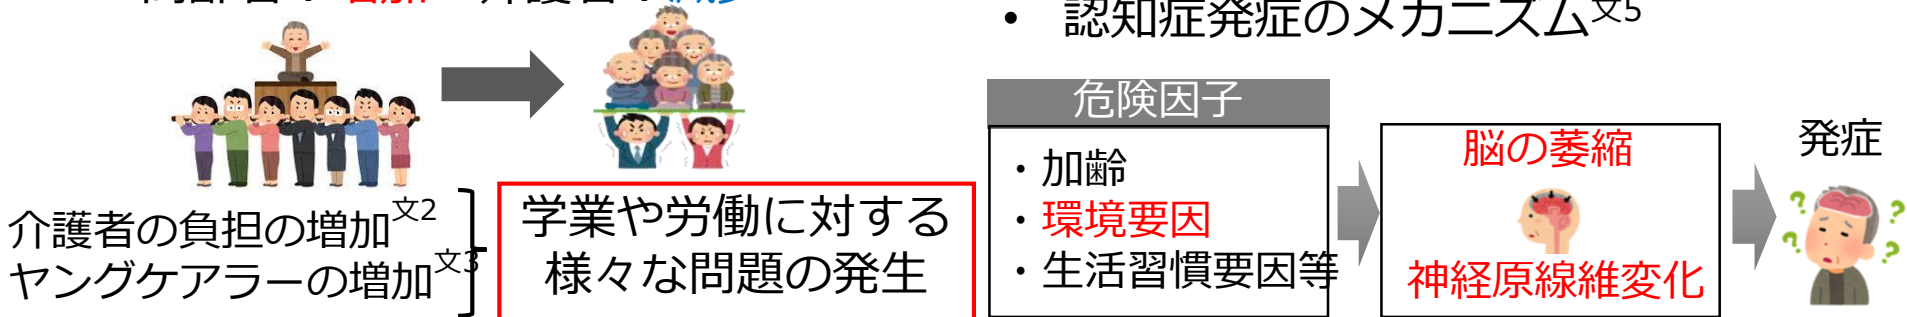 介護者の負担の増加文2
ヤングケアラーの増加文3
学業や労働に対する
様々な問題の発生
• 認知症発症のメカニズム文5
危険因子
・加齢
・環境要因
・生活習慣要因等
脳の萎縮
神経原線維変化
発症